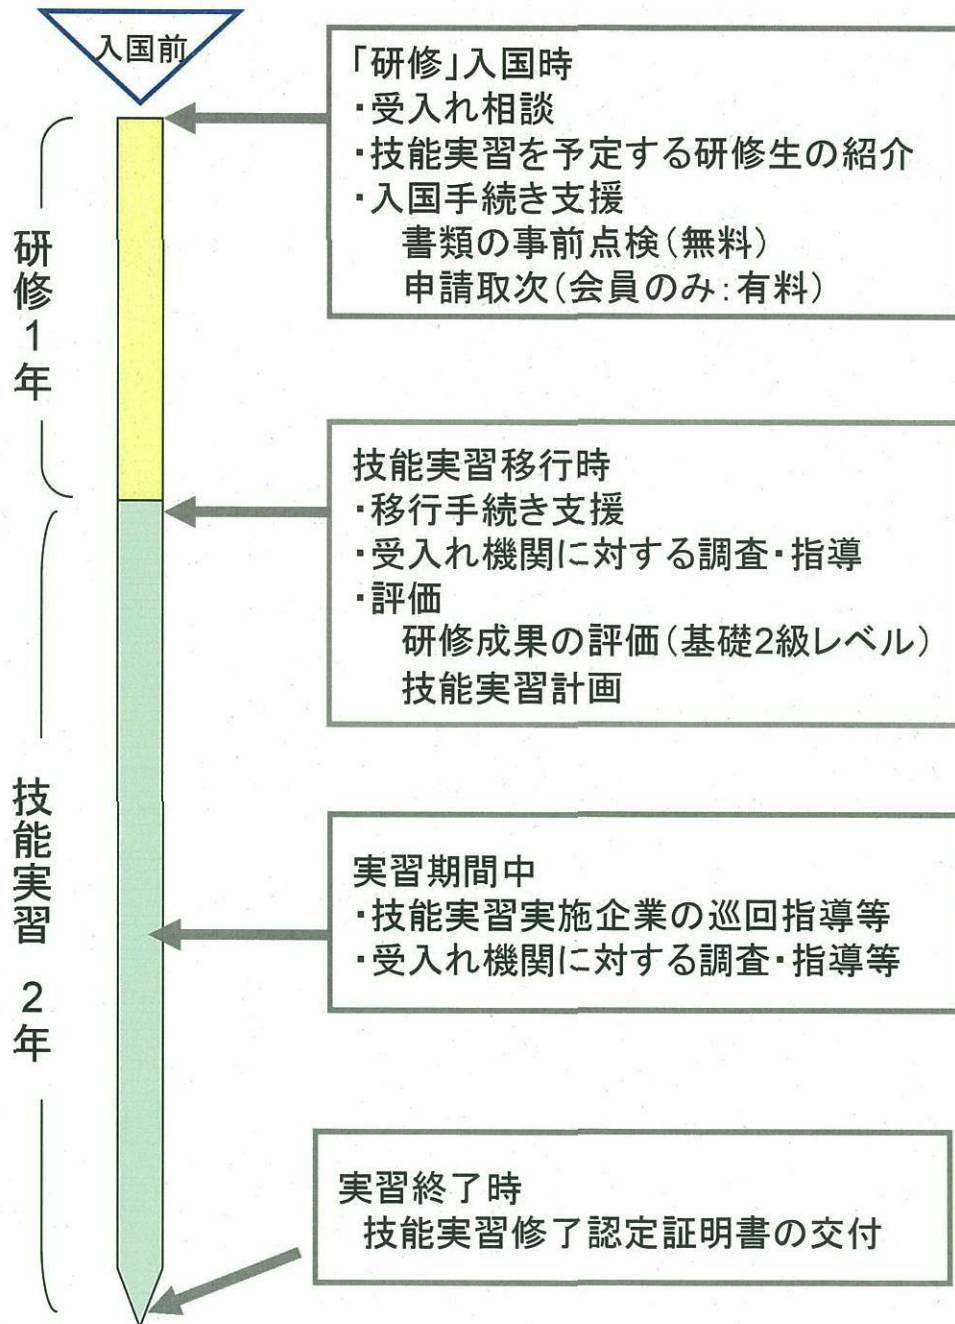 入国前
「研修」入国時
・受入れ相談
・技能実習を予定する研修生の紹介
・入国手続き支援
書類の事前点検(無料)
申請取次(会員のみ:有料)
研修1年
技能実習移行時
・移行手続き支援
・受入れ機関に対する調査・指導
・評価
研修成果の評価(基礎2級レベル)
技能実習計画
技能実習 2年
実習期間中
・技能実習実施企業の巡回指導等
・受入れ機関に対する調査・指導等
実習終了時
技能実習修了認定証明書の交付